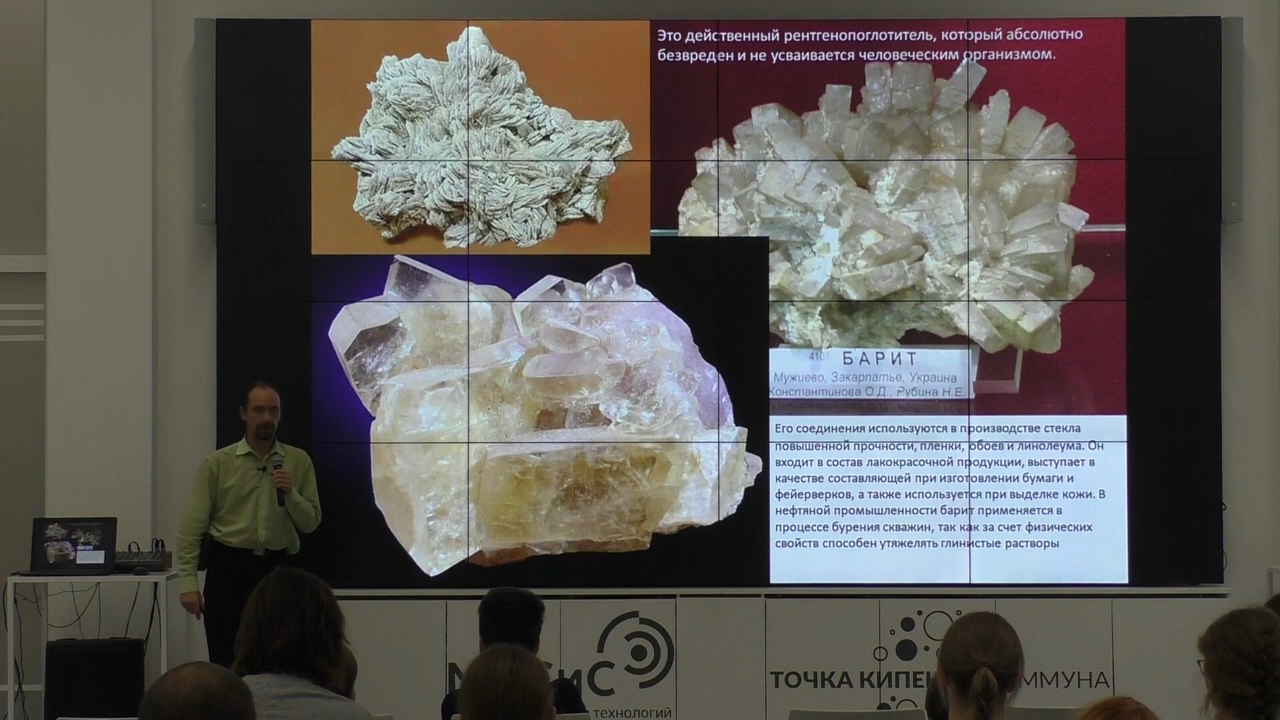 Это действенный рентгенопоглотитель, который абсолютно
безвреден и не усваивается человеческим организмом.
4107 БАРИТ
Мужиево, Закарпатье, Украина
Константинова О.Д., Рубина Н.Е.
Его соединения используются в производстве стекла
повышенной прочности, пленки, обоев и линолеума. Он
входит в состав лакокрасочной продукции, выступает в
качестве составляющей при изготовлении бумаги и
фейерверков, а также используется при выделке кожи. В
нефтяной промышленности барит применяется в
процессе бурения скважин, так как за счет физических
свойств способен утяжелять глинистые растворы
технологий
ТОЧКА